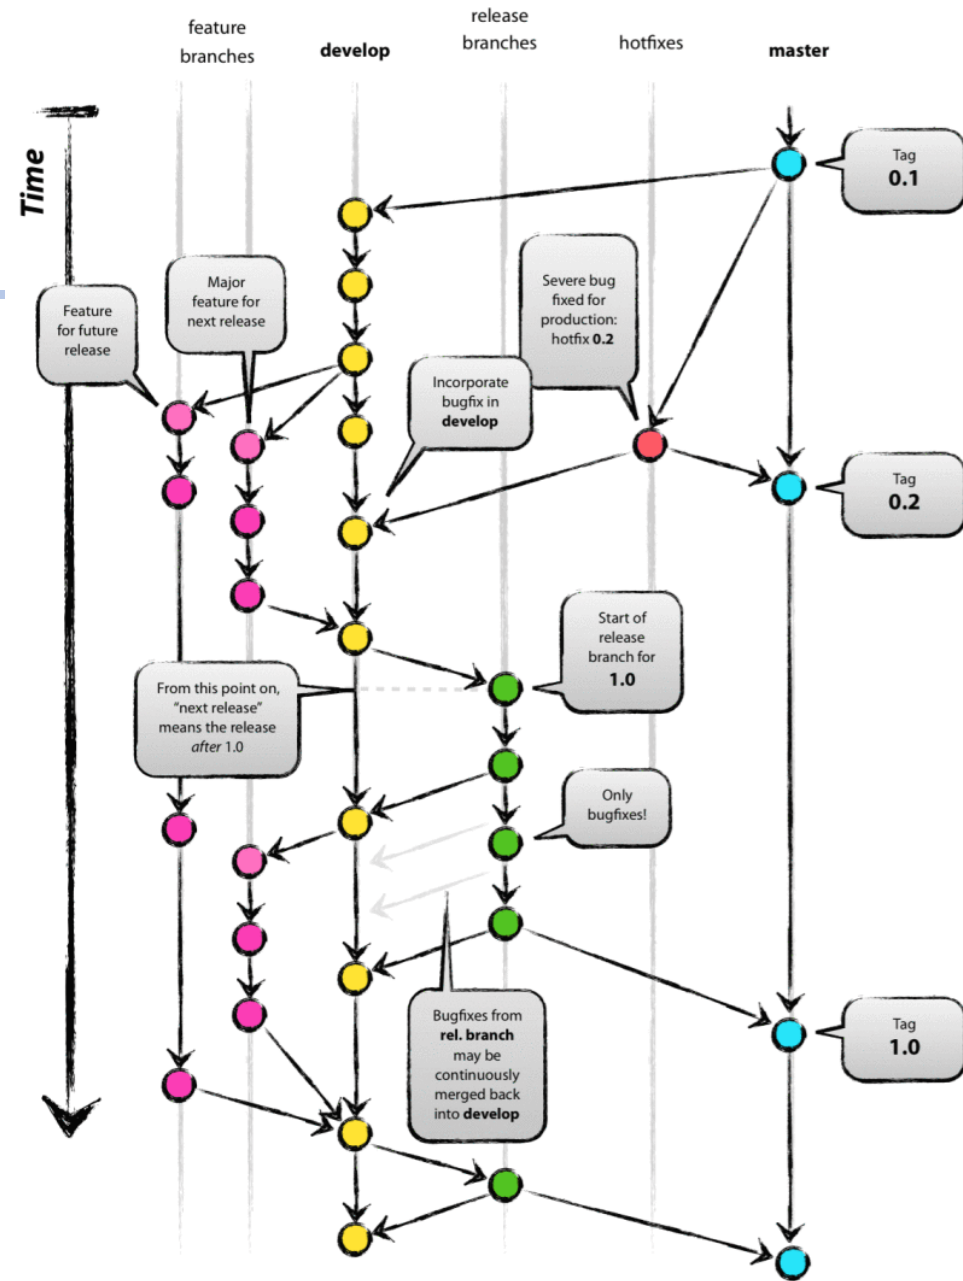 feature
branches
develop
release
branches
hotfixes
master
Time
Tag
0.1
Major
feature for
next release
Severe bug
fixed for
production:
hotfix 0.2
Feature
for future
release
Incorporate
bugfix in
develop
Tag
0.2
Start of
release
branch for
1.0
From this point on,
“next release”
means the release
after 1.0
Only
bugfixes!
Bugfixes from
rel. branch
may be
continuously
merged back
into develop
Tag
1.0